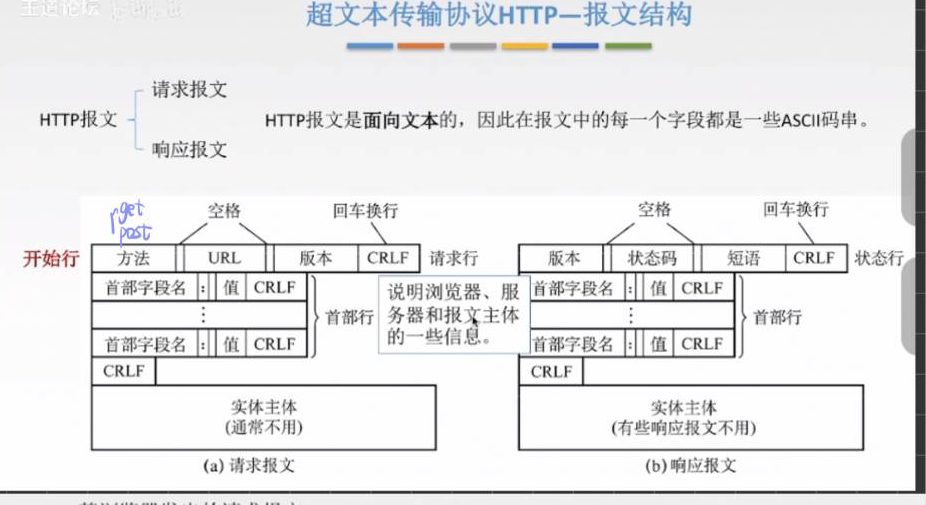 王道论坛
超文本传输协议HTTP—报文结构
HTTP报文
请求报文
响应报文
HTTP报文是面向文本的，因此在报文中的每一个字段都是一些ASCII码串。
get
post
空格
回车换行
开始行
方法 URL 版本 CRLF 请求行
首部字段名 : 值 CRLF
⋮
首部字段名 : 值 CRLF
首部行
CRLF
实体主体
(通常不用)
(a) 请求报文
说明浏览器、服
务器和报文主体
的一些信息。
空格
回车换行
版本 状态码 短语 CRLF 状态行
首部字段名 : 值 CRLF
⋮
首部字段名 : 值 CRLF
首部行
CRLF
实体主体
(有些响应报文不用)
(b) 响应报文